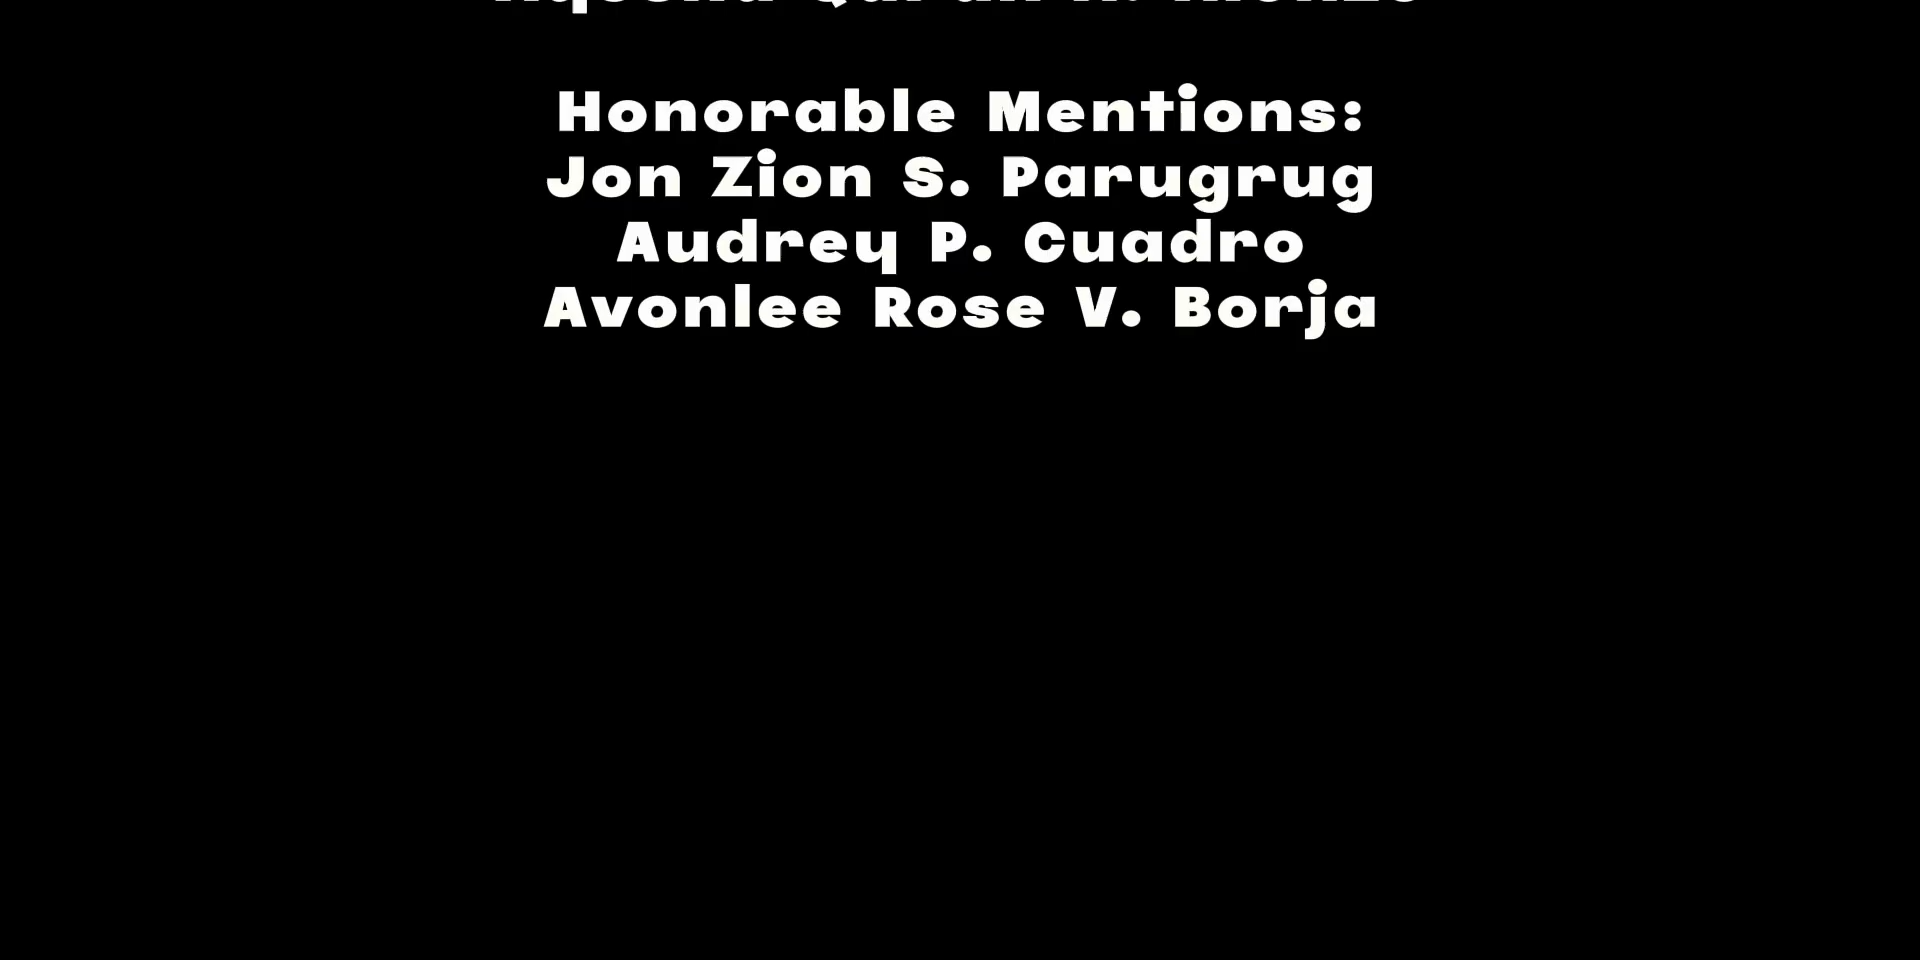 Honorable Mentions:
Jon Zion S. Parugrug
Audrey P. Cuadro
Avonlee Rose V. Borja